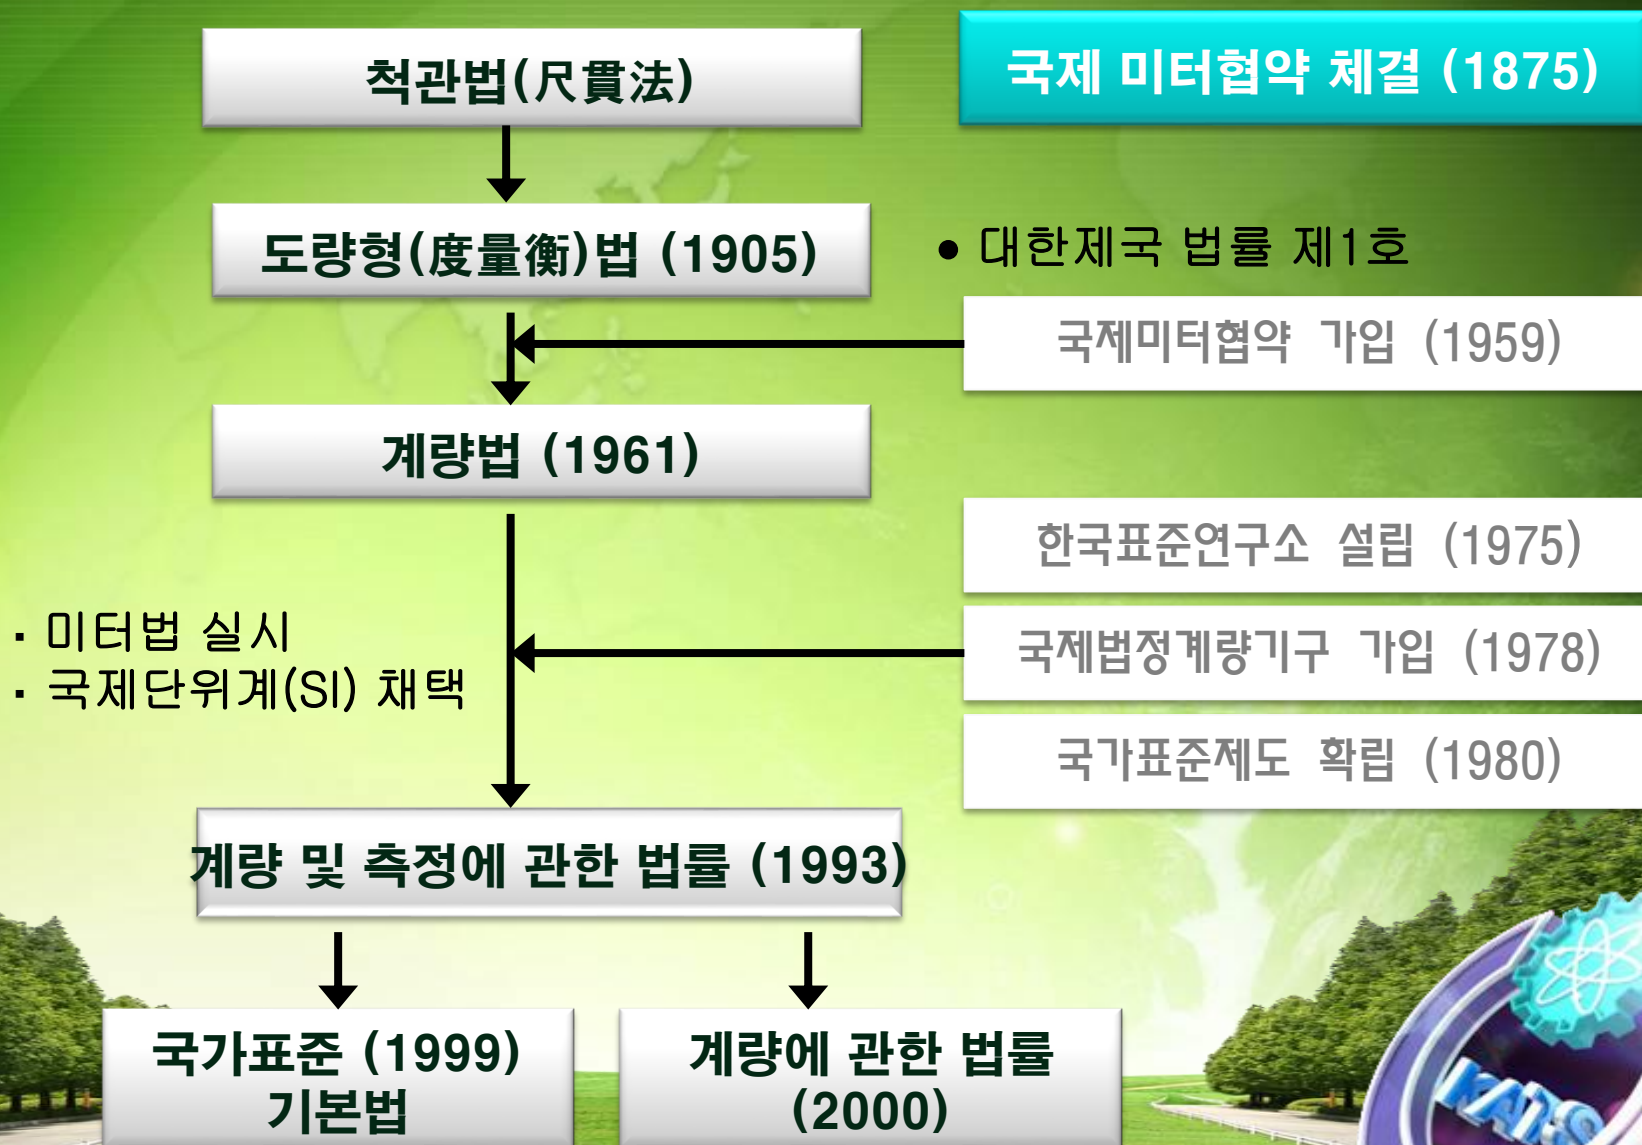 척관법(尺貫法)
국제 미터협약 체결 (1875)
도량형(度量衡)법 (1905)
● 대한제국 법률 제1호
국제미터협약 가입 (1959)
계량법 (1961)
한국표준연구소 설립 (1975)
▪ 미터법 실시
▪ 국제단위계(SI) 채택
국제법정계량기구 가입 (1978)
국가표준제도 확립 (1980)
계량 및 측정에 관한 법률 (1993)
국가표준 (1999)
기본법
계량에 관한 법률
(2000)